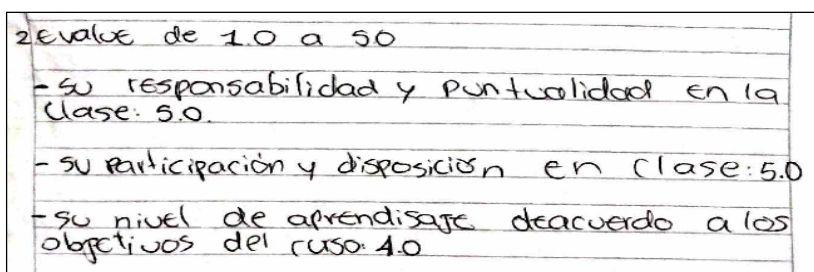 2 Evalue de 1.0 a 50
- su responsabilidad y puntualidad en la
clase: 5.0.
- su participación y disposición en clase: 5.0
- su nivel de aprendisaje deacuerdo a los
objetivos del cuso: 4.0